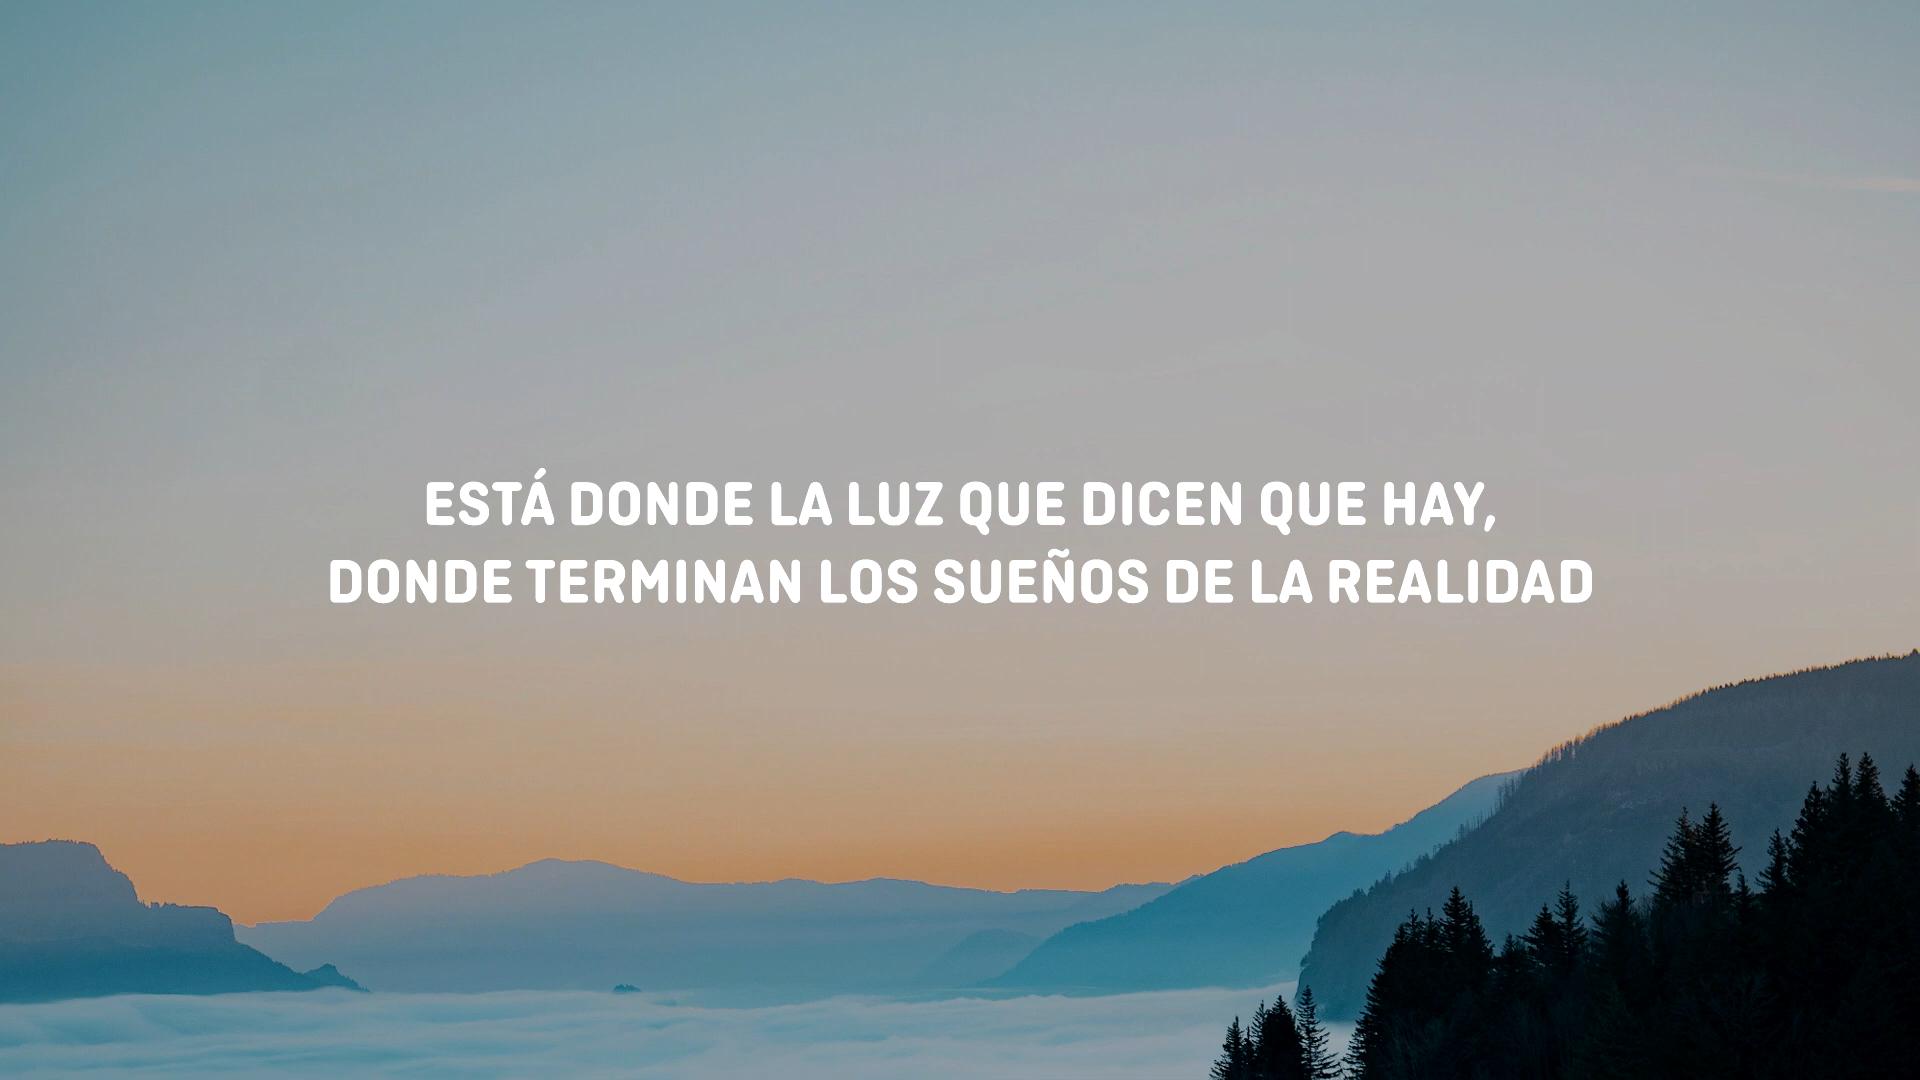 ESTÁ DONDE LA LUZ QUE DICEN QUE HAY,
DONDE TERMINAN LOS SUEÑOS DE LA REALIDAD